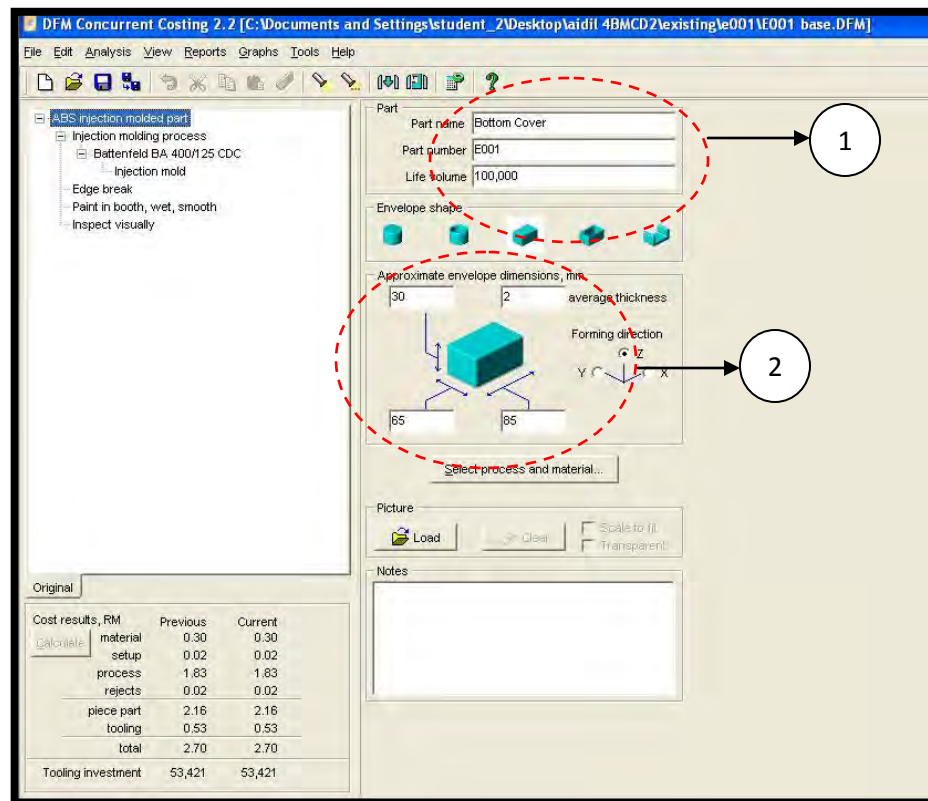 DFM Concurrent Costing 2.2 [C:\Documents and Settings\student_2\Desktop\aidil 4BMCD2\existing\e001\E001 base.DFM]
File Edit Analysis View Reports Graphs Tools Help
ABS injection molded part
Injection molding process
Battenfeld BA 400/125 CDC
Injection mold
Edge break
Paint in booth, wet, smooth
Inspect visually
Original
Cost results, RM Previous Current
Calculate material 0.30 0.30
setup 0.02 0.02
process 1.83 1.83
rejects 0.02 0.02
piece part 2.16 2.16
tooling 0.53 0.53
total 2.70 2.70
Tooling investment 53,421 53,421
Part
Part name Bottom Cover
Part number E001
Life volume 100,000
Envelope shape
Approximate envelope dimensions, mm
30 2 average thickness
Forming direction
Z
Y X
65 85
Select process and material...
Picture
Load Clear Scale to fit
Transparent
Notes
1
2